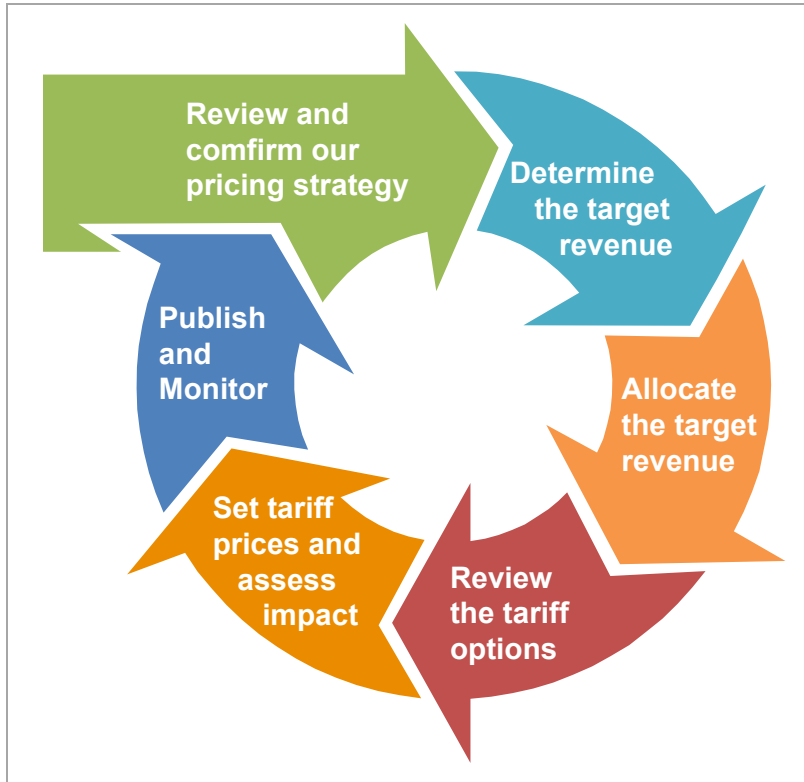 Review and
comfirm our
pricing strategy
Determine
the target
revenue
Allocate
the target
revenue
Review
the tariff
options
Set tariff
prices and
assess
impact
Publish
and
Monitor